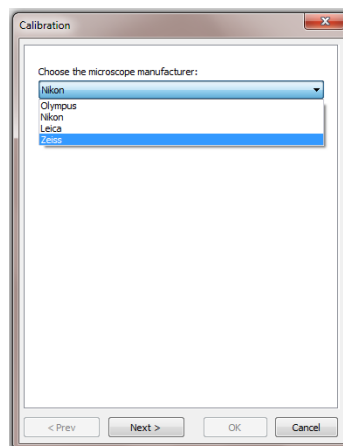 Calibration
Choose the microscope manufacturer:
Nikon
Olympus
Nikon
Leica
Zeiss
< Prev Next > OK Cancel